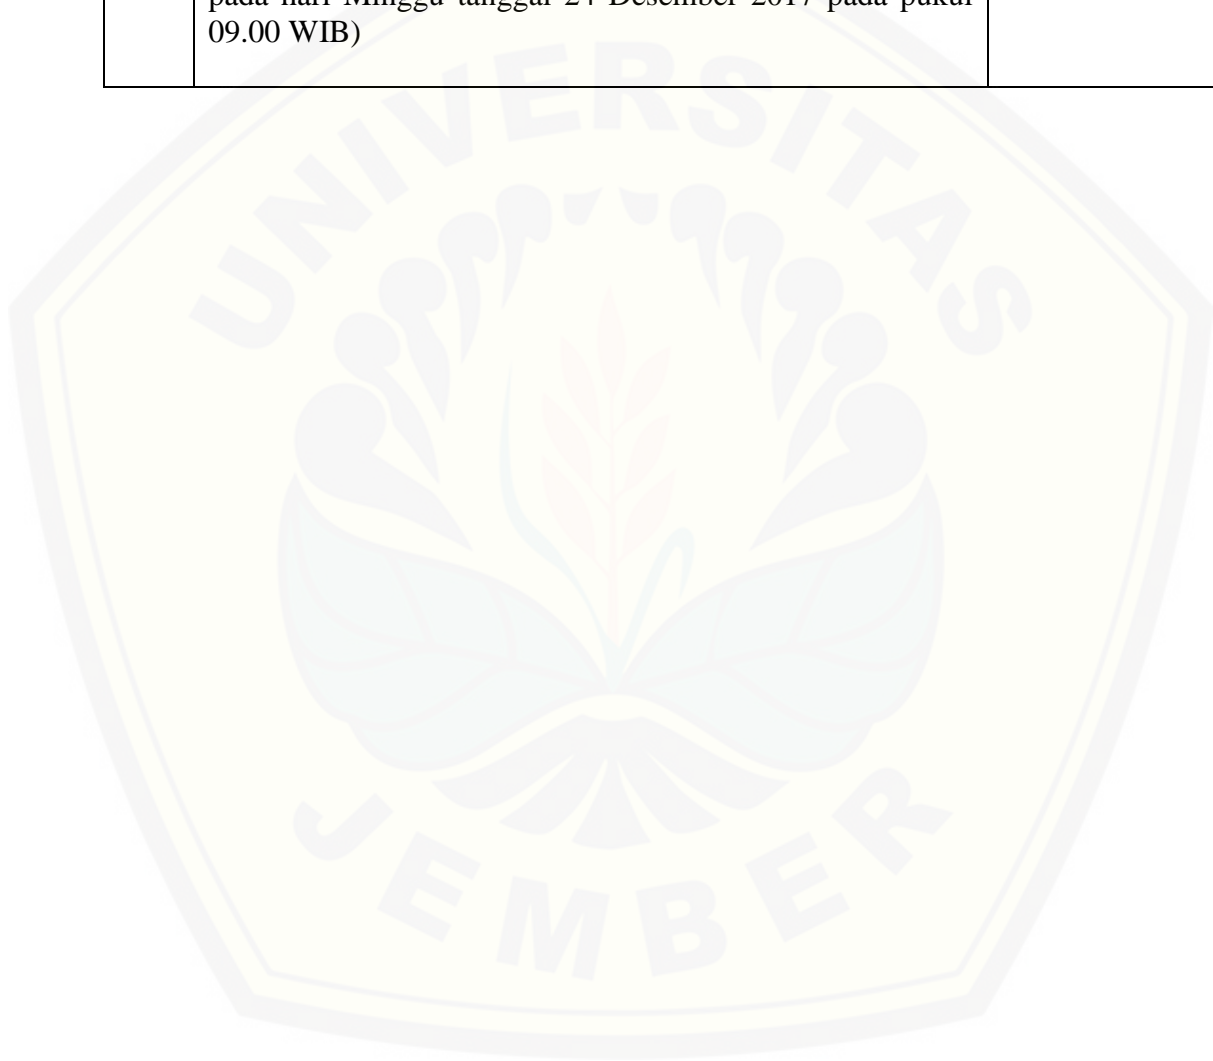 pada hari Minggu tanggal 24 Desember 2017 pada pukul
09.00 WIB)
UNIVERSITAS
JEMBER